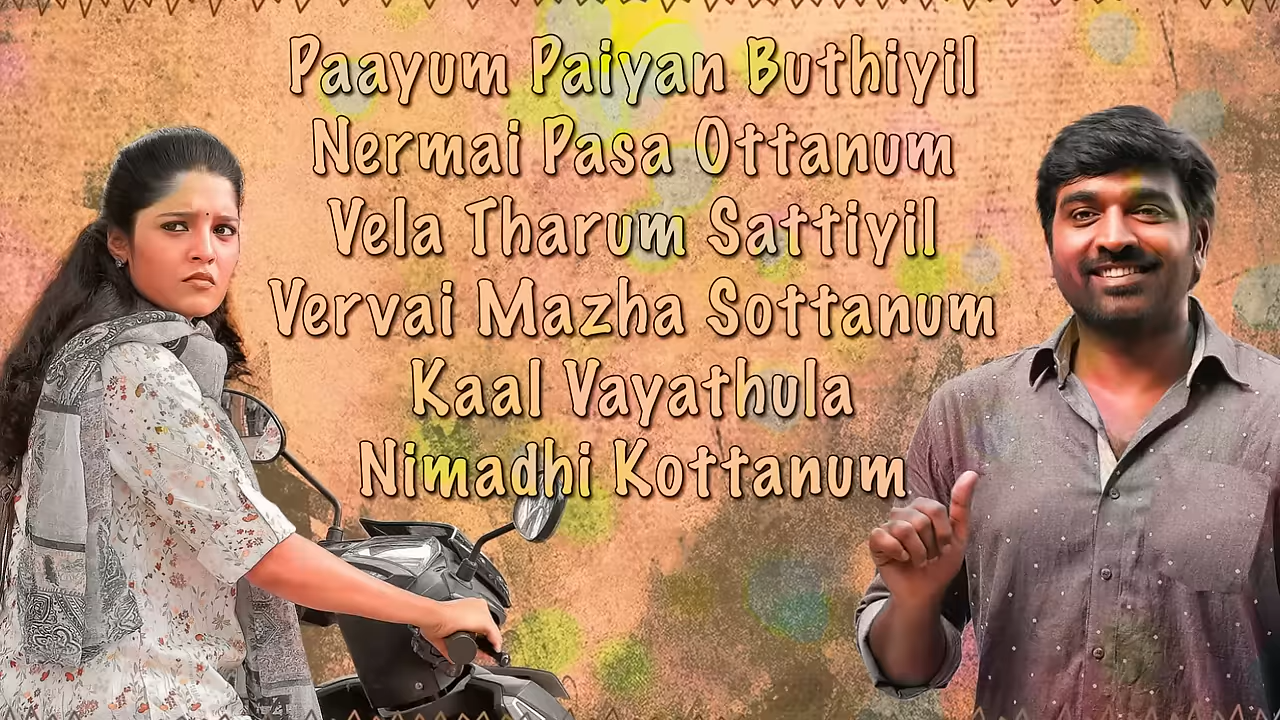 Paayum Paiyan Buthiyil
Nermai Pasa Ottanum
Vela Tharum Sattiyil
Vervai Mazha Sottanum
Kaal Vayathula
Nimadhi Kottanum